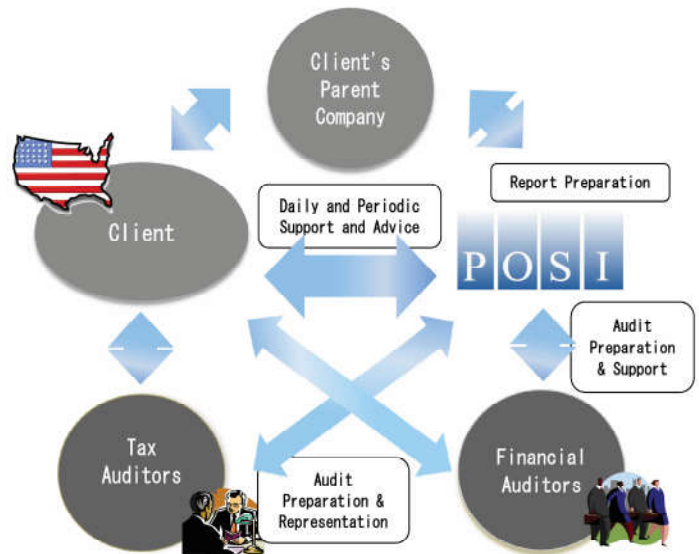 Client's
Parent
Company
Client
Daily and Periodic
Support and Advice
Report Preparation
POSI
Audit
Preparation
& Support
Tax
Auditors
Audit
Preparation &
Representation
Financial
Auditors